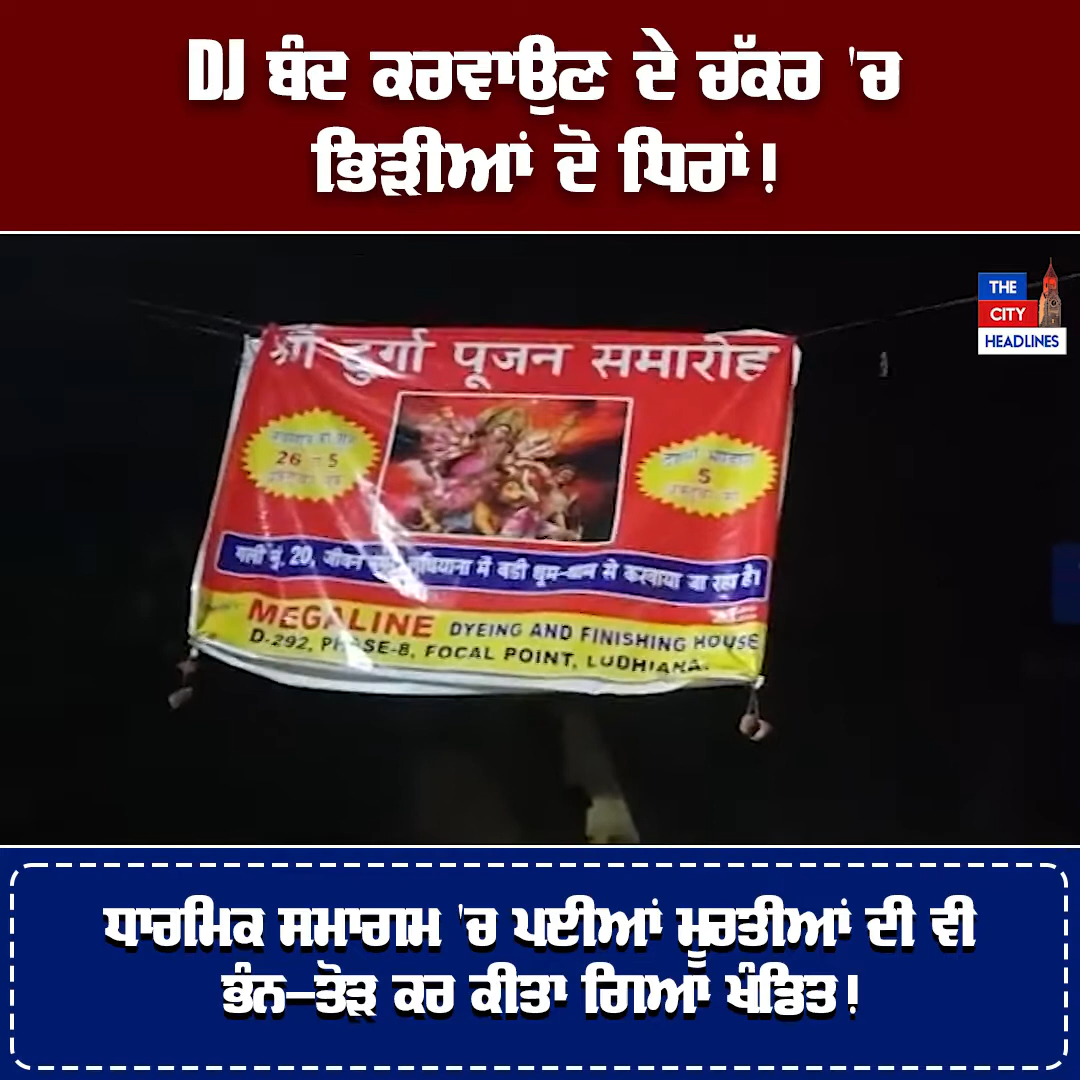 DJ ਬੰਦ ਕਰਵਾਉਣ ਦੇ ਚੱਕਰ 'ਚ
ਭਿੜੀਆਂ ਦੋ ਧਿਰਾਂ!
THE
CITY
HEADLINES
श्री दुर्गा पूजन समारोह
26 - 5
5
गली नं. 20, जीवन लुधियाना में बड़ी धूम-धाम से करवाया जा रहा है।
MEGALINE DYEING AND FINISHING HOUSE
D-292, PHASE-8, FOCAL POINT, LUDHIANA.
ਧਾਰਮਿਕ ਸਮਾਗਮ 'ਚ ਪਈਆਂ ਮੂਰਤੀਆਂ ਦੀ ਵੀ
ਭੰਨ-ਤੋੜ ਕਰ ਕੀਤਾ ਗਿਆ ਖੰਡਿਤ!